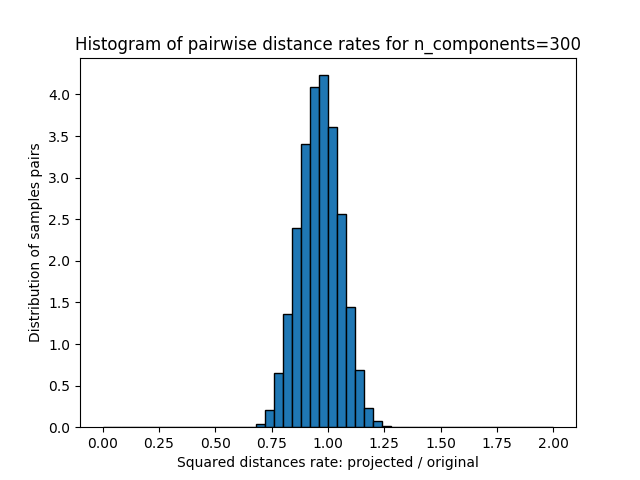 Histogram of pairwise distance rates for n_components=300
Distribution of samples pairs
4.0
3.5
3.0
2.5
2.0
1.5
1.0
0.5
0.0
0.00 0.25 0.50 0.75 1.00 1.25 1.50 1.75 2.00
Squared distances rate: projected / original